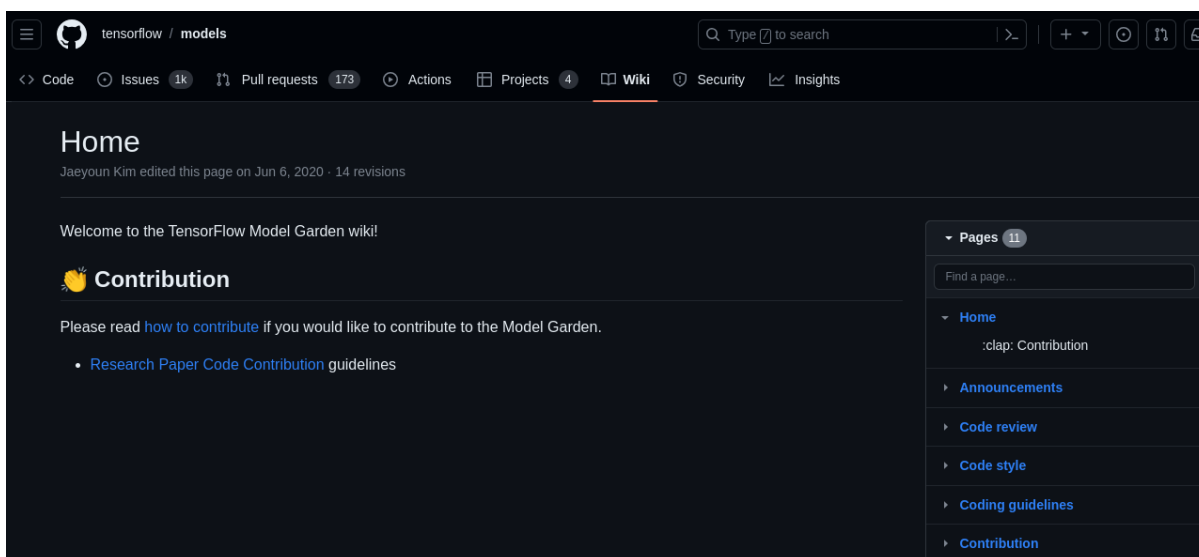 tensorflow / models
Type / to search
Code
Issues 1k
Pull requests 173
Actions
Projects 4
Wiki
Security
Insights
Home
Jaeyoun Kim edited this page on Jun 6, 2020 · 14 revisions
Welcome to the TensorFlow Model Garden wiki!
👏 Contribution
Please read how to contribute if you would like to contribute to the Model Garden.
• Research Paper Code Contribution guidelines
Pages 11
Find a page…
Home
:clap: Contribution
Announcements
Code review
Code style
Coding guidelines
Contribution